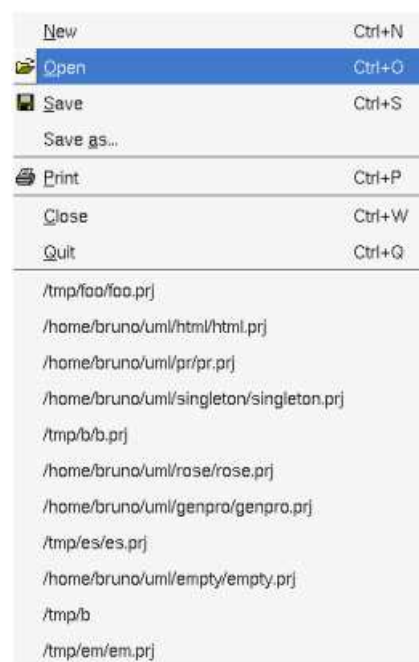 New Ctrl+N
Open Ctrl+O
Save Ctrl+S
Save as...
Print Ctrl+P
Close Ctrl+W
Quit Ctrl+Q
/tmp/foo/foo.prj
/home/bruno/uml/html/html.prj
/home/bruno/uml/pr/pr.prj
/home/bruno/uml/singleton/singleton.prj
/tmp/b/b.prj
/home/bruno/uml/rose/rose.prj
/home/bruno/uml/genpro/genpro.prj
/tmp/es/es.prj
/home/bruno/uml/empty/empty.prj
/tmp/b
/tmp/em/em.prj